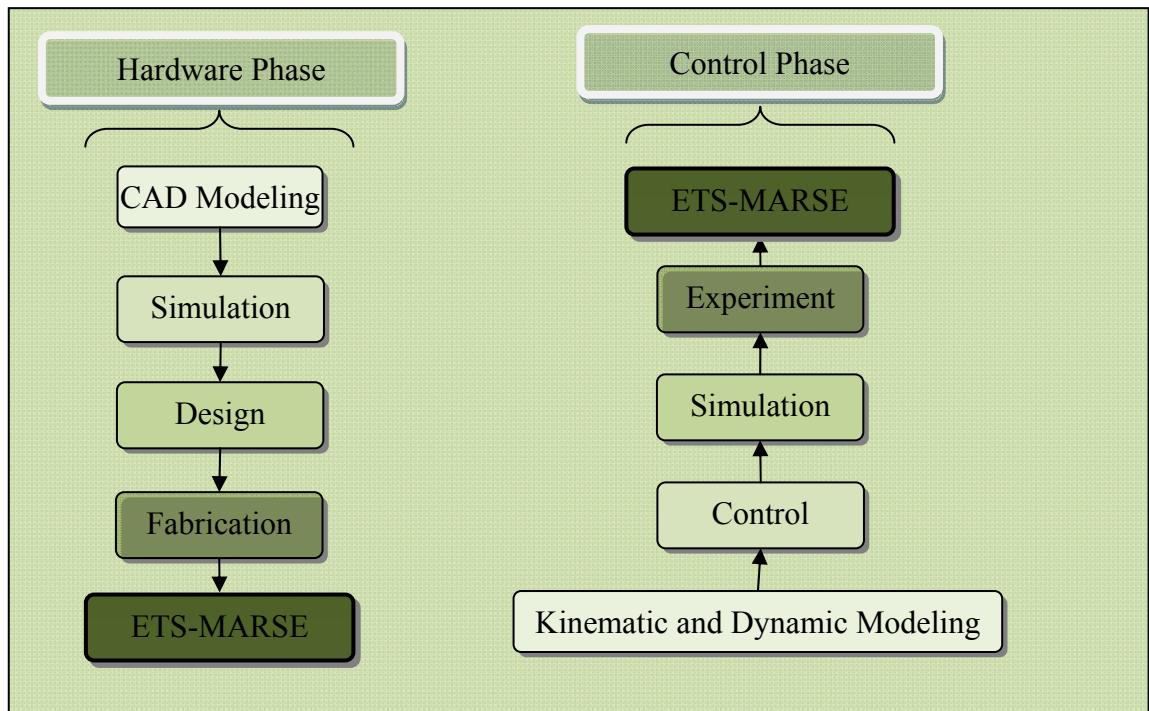 Hardware Phase
CAD Modeling
Simulation
Design
Fabrication
ETS-MARSE
Control Phase
ETS-MARSE
Experiment
Simulation
Control
Kinematic and Dynamic Modeling